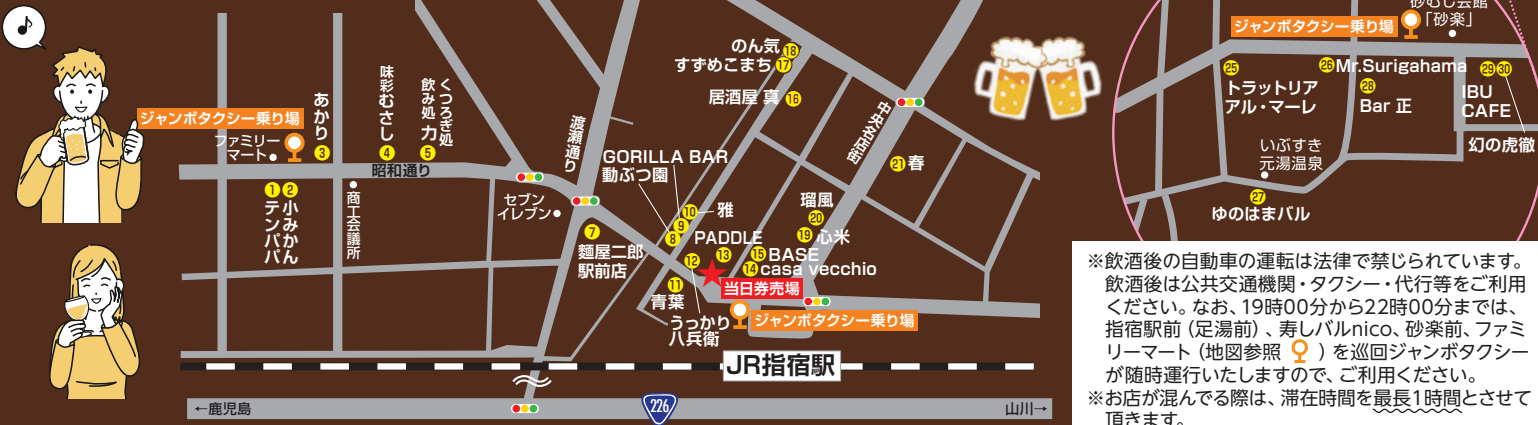 ♪
ジャンボタクシー乗り場
ファミリー
マート
あかり
3
味彩むさし
4
くつろぎ処
飲み処 力
5
昭和通り
1
テンパパ
2
小みかん
商工会議所
渡瀬通り
セブン
イレブン
7
麺屋二郎
駅前店
GORILLA BAR
動ぶつ園
10
雅
9
8
PADDLE
12
13
15
BASE
14
casa vecchio
11
青葉
当日券売場
うっかり
八兵衛
ジャンボタクシー乗り場
のん気
18
すずめこまち
17
居酒屋 真
16
中央名店街
21
春
瑠風
20
19
心米
JR指宿駅
←鹿児島
226
山川→
砂むし会館
「砂楽」
ジャンボタクシー乗り場
25
トラットリア
アル・マーレ
26
Mr.Surigahama
28
Bar 正
29
30
IBU
CAFE
幻の虎徹
いぶすき
元湯温泉
27
ゆのはまバル
※飲酒後の自動車の運転は法律で禁じられています。
飲酒後は公共交通機関・タクシー・代行等をご利用
ください。なお、19時00分から22時00分までは、
指宿駅前(足湯前)、寿しバルnico、砂楽前、ファミ
リーマート(地図参照 )を巡回ジャンボタクシー
が随時運行いたしますので、ご利用ください。
※お店が混んでる際は、滞在時間を最長1時間とさせて
頂きます。